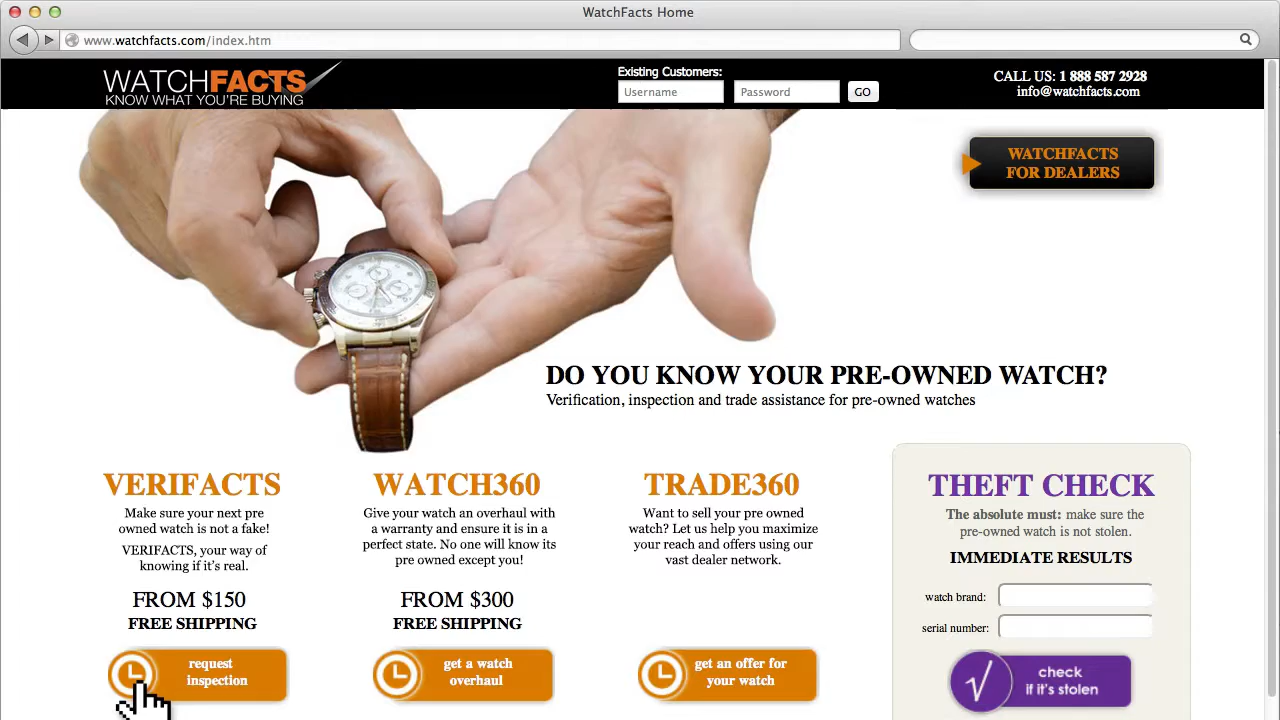 WatchFacts Home
www.watchfacts.com/index.htm
WATCHFACTS
KNOW WHAT YOU'RE BUYING
Existing Customers:
Username
Password
GO
CALL US: 1 888 587 2928
info@watchfacts.com
WATCHFACTS
FOR DEALERS
DO YOU KNOW YOUR PRE-OWNED WATCH?
Verification, inspection and trade assistance for pre-owned watches
VERIFACTS
Make sure your next pre
owned watch is not a fake!
VERIFACTS, your way of
knowing if it's real.
FROM $150
FREE SHIPPING
request
inspection
WATCH360
Give your watch an overhaul with
a warranty and ensure it is in a
perfect state. No one will know its
pre owned except you!
FROM $300
FREE SHIPPING
get a watch
overhaul
TRADE360
Want to sell your pre owned
watch? Let us help you maximize
your reach and offers using our
vast dealer network.
get an offer for
your watch
THEFT CHECK
The absolute must: make sure the
pre-owned watch is not stolen.
IMMEDIATE RESULTS
watch brand:
serial number:
check
if it's stolen